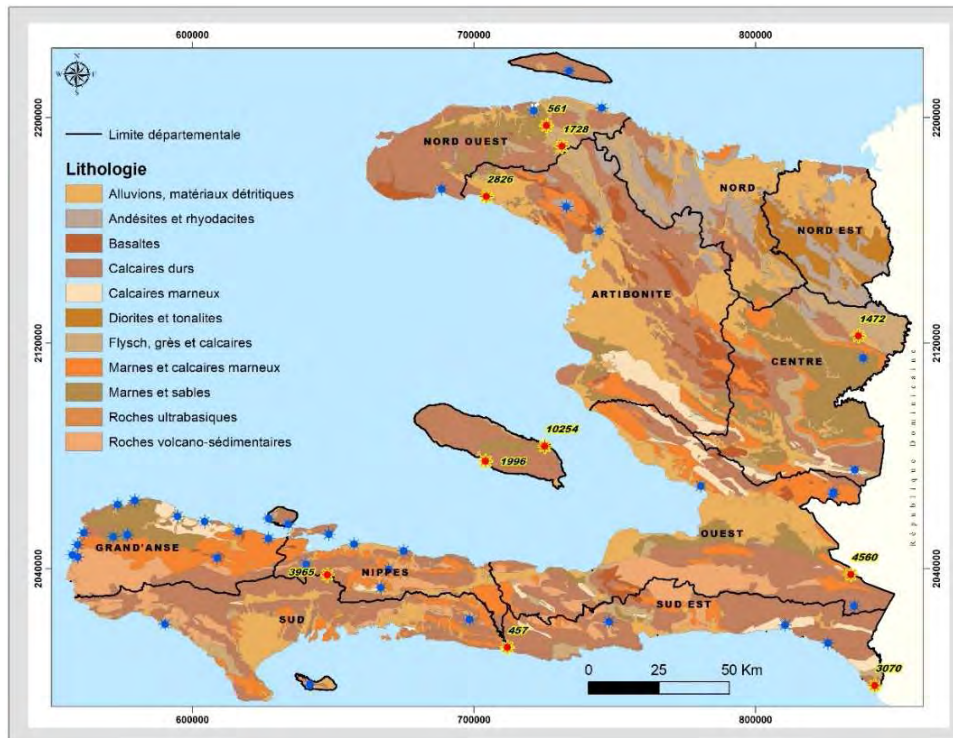 600000 700000 800000
N
W E
S
2200000 2200000
Limite départementale
Lithologie
Alluvions, matériaux détritiques
Andésites et rhyodacites
Basaltes
Calcaires durs
Calcaires marneux
Diorites et tonalites
Flysch, grès et calcaires
Marnes et calcaires marneux
Marnes et sables
Roches ultrabasiques
Roches volcano-sédimentaires
561
1728
NORD OUEST
2826
NORD
NORD EST
ARTIBONITE
1472
2120000 2120000
CENTRE
10254
1996
République Dominicaine
OUEST
GRAND'ANSE
4560
2040000 2040000
3965
NIPPES
SUD EST
SUD
457
3070
0 25 50 Km
600000 700000 800000